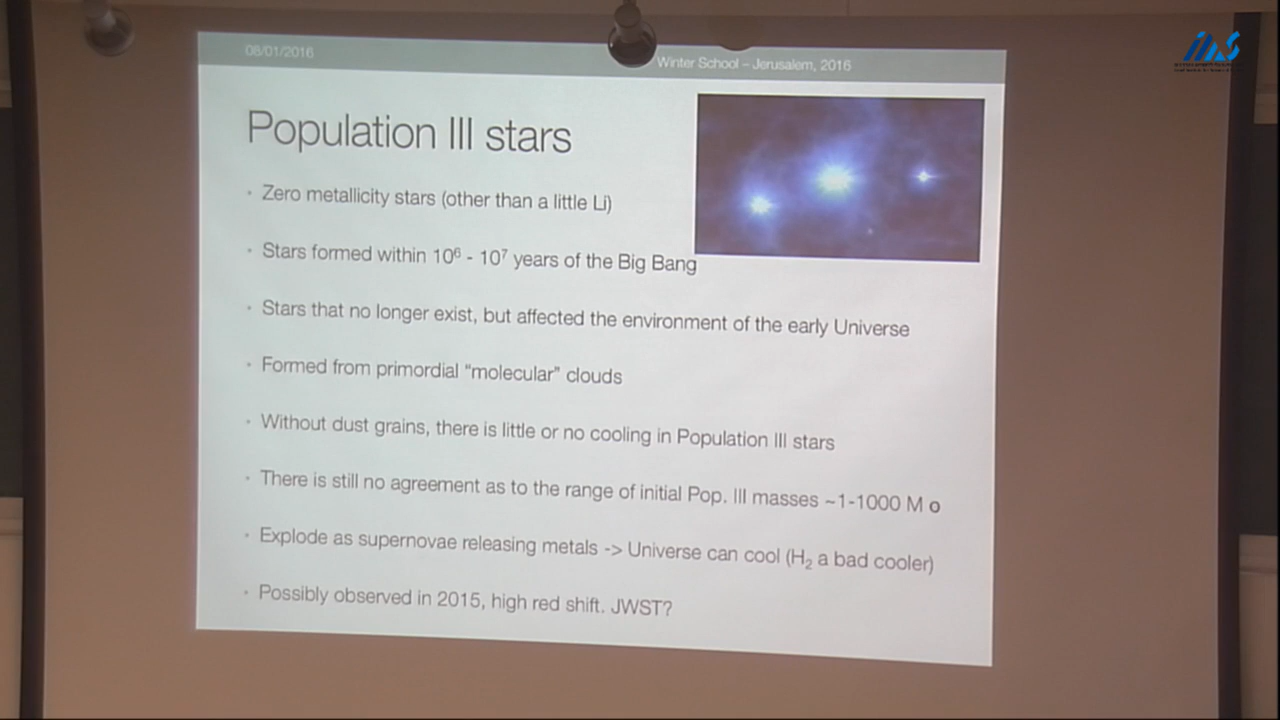 08/01/2016
Winter School – Jerusalem, 2016
Population III stars
· Zero metallicity stars (other than a little Li)
· Stars formed within 10⁶ - 10⁷ years of the Big Bang
· Stars that no longer exist, but affected the environment of the early Universe
· Formed from primordial “molecular” clouds
· Without dust grains, there is little or no cooling in Population III stars
· There is still no agreement as to the range of initial Pop. III masses ~1-1000 M o
· Explode as supernovae releasing metals -> Universe can cool (H₂ a bad cooler)
· Possibly observed in 2015, high red shift. JWST?